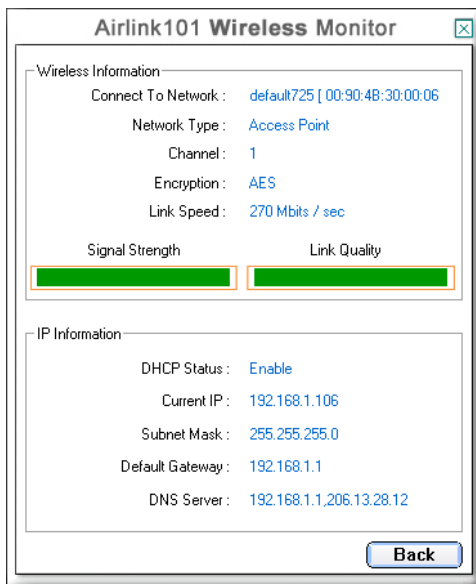 Airlink101 Wireless Monitor
Wireless Information
Connect To Network : default725 [ 00:90:4B:30:00:06
Network Type : Access Point
Channel : 1
Encryption : AES
Link Speed : 270 Mbits / sec
Signal Strength Link Quality
IP Information
DHCP Status : Enable
Current IP : 192.168.1.106
Subnet Mask : 255.255.255.0
Default Gateway : 192.168.1.1
DNS Server : 192.168.1.1,206.13.28.12
Back